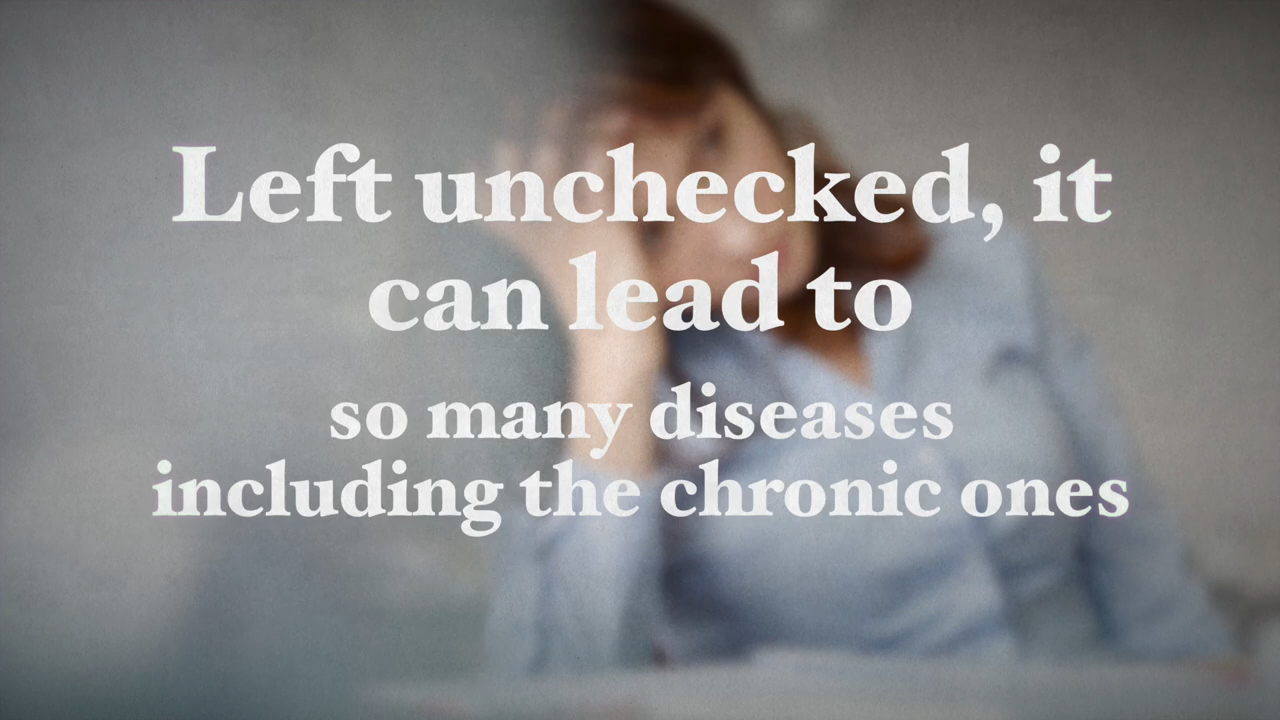 Left unchecked, it
can lead to
so many diseases
including the chronic ones